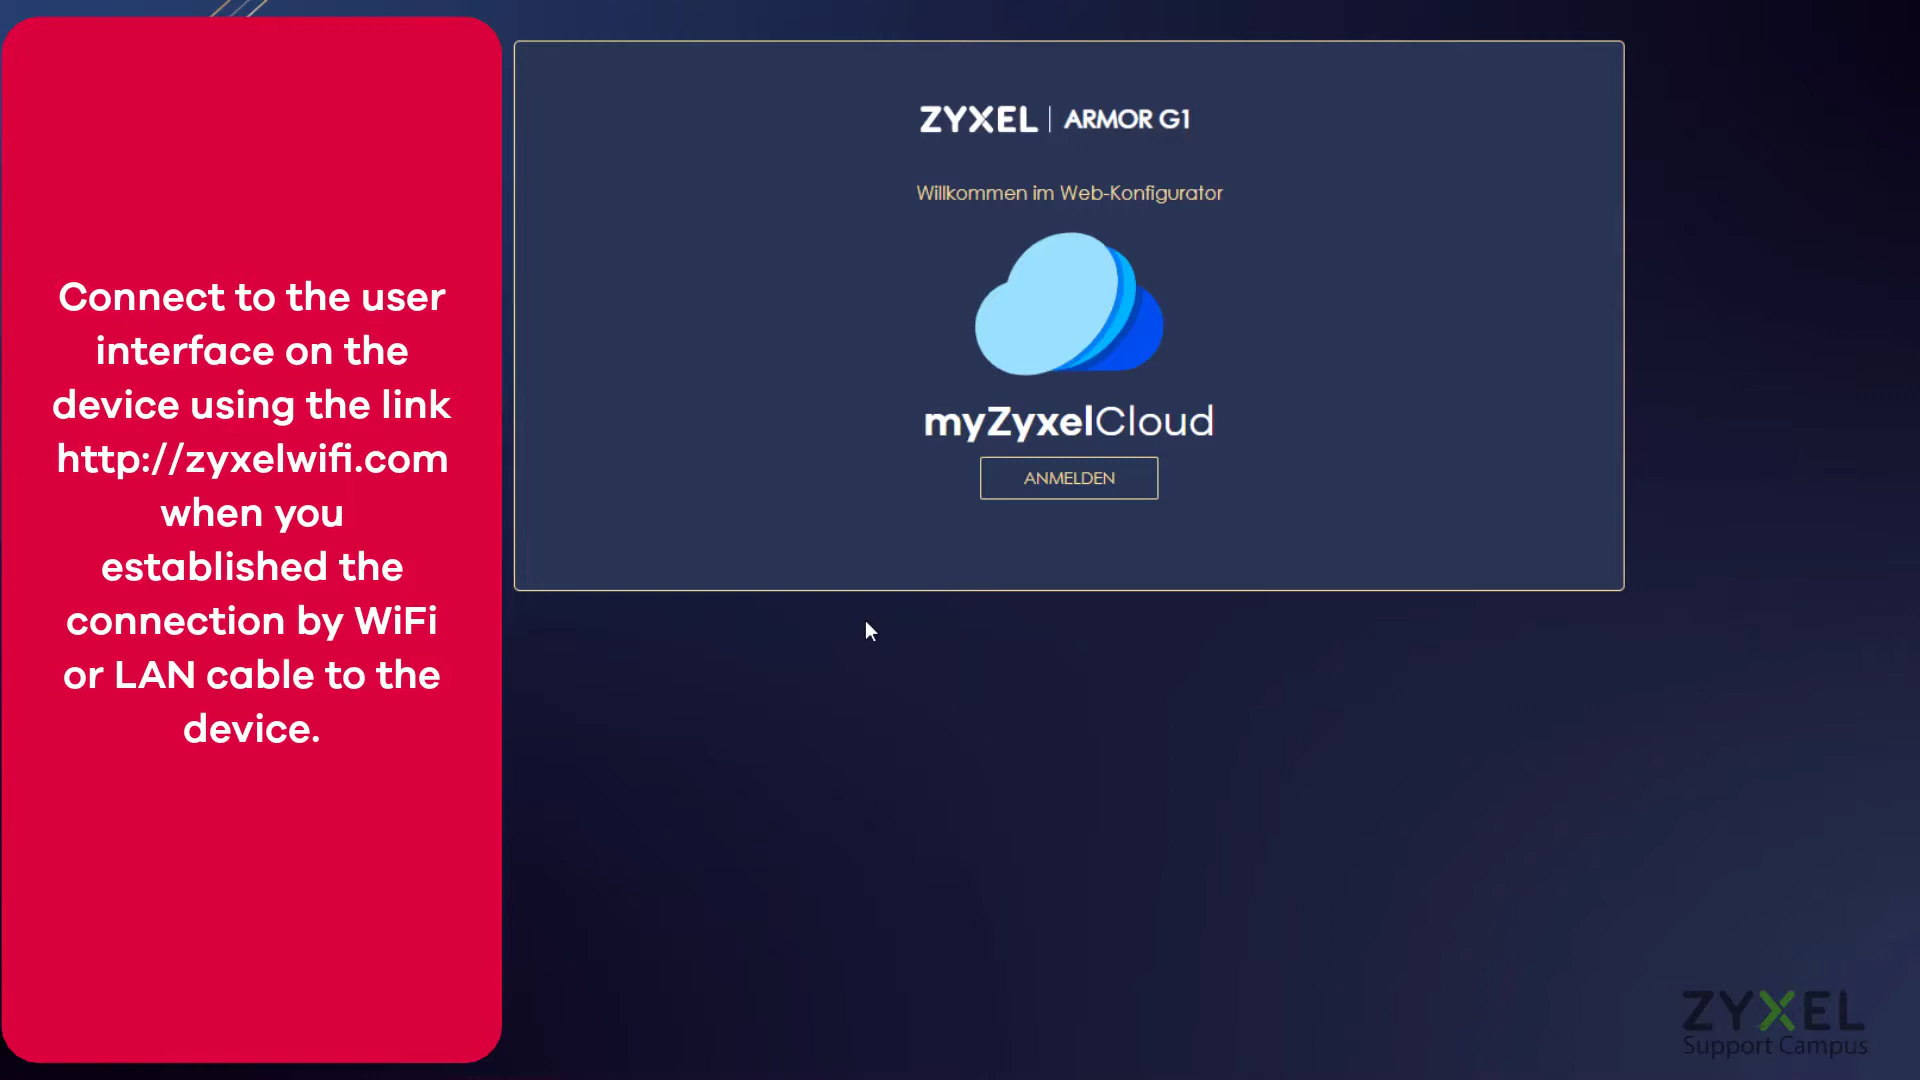 Connect to the user
interface on the
device using the link
http://zyxelwifi.com
when you
established the
connection by WiFi
or LAN cable to the
device.
ZYXEL | ARMOR G1
Willkommen im Web-Konfigurator
myZyxelCloud
ANMELDEN
ZYXEL
Support Campus